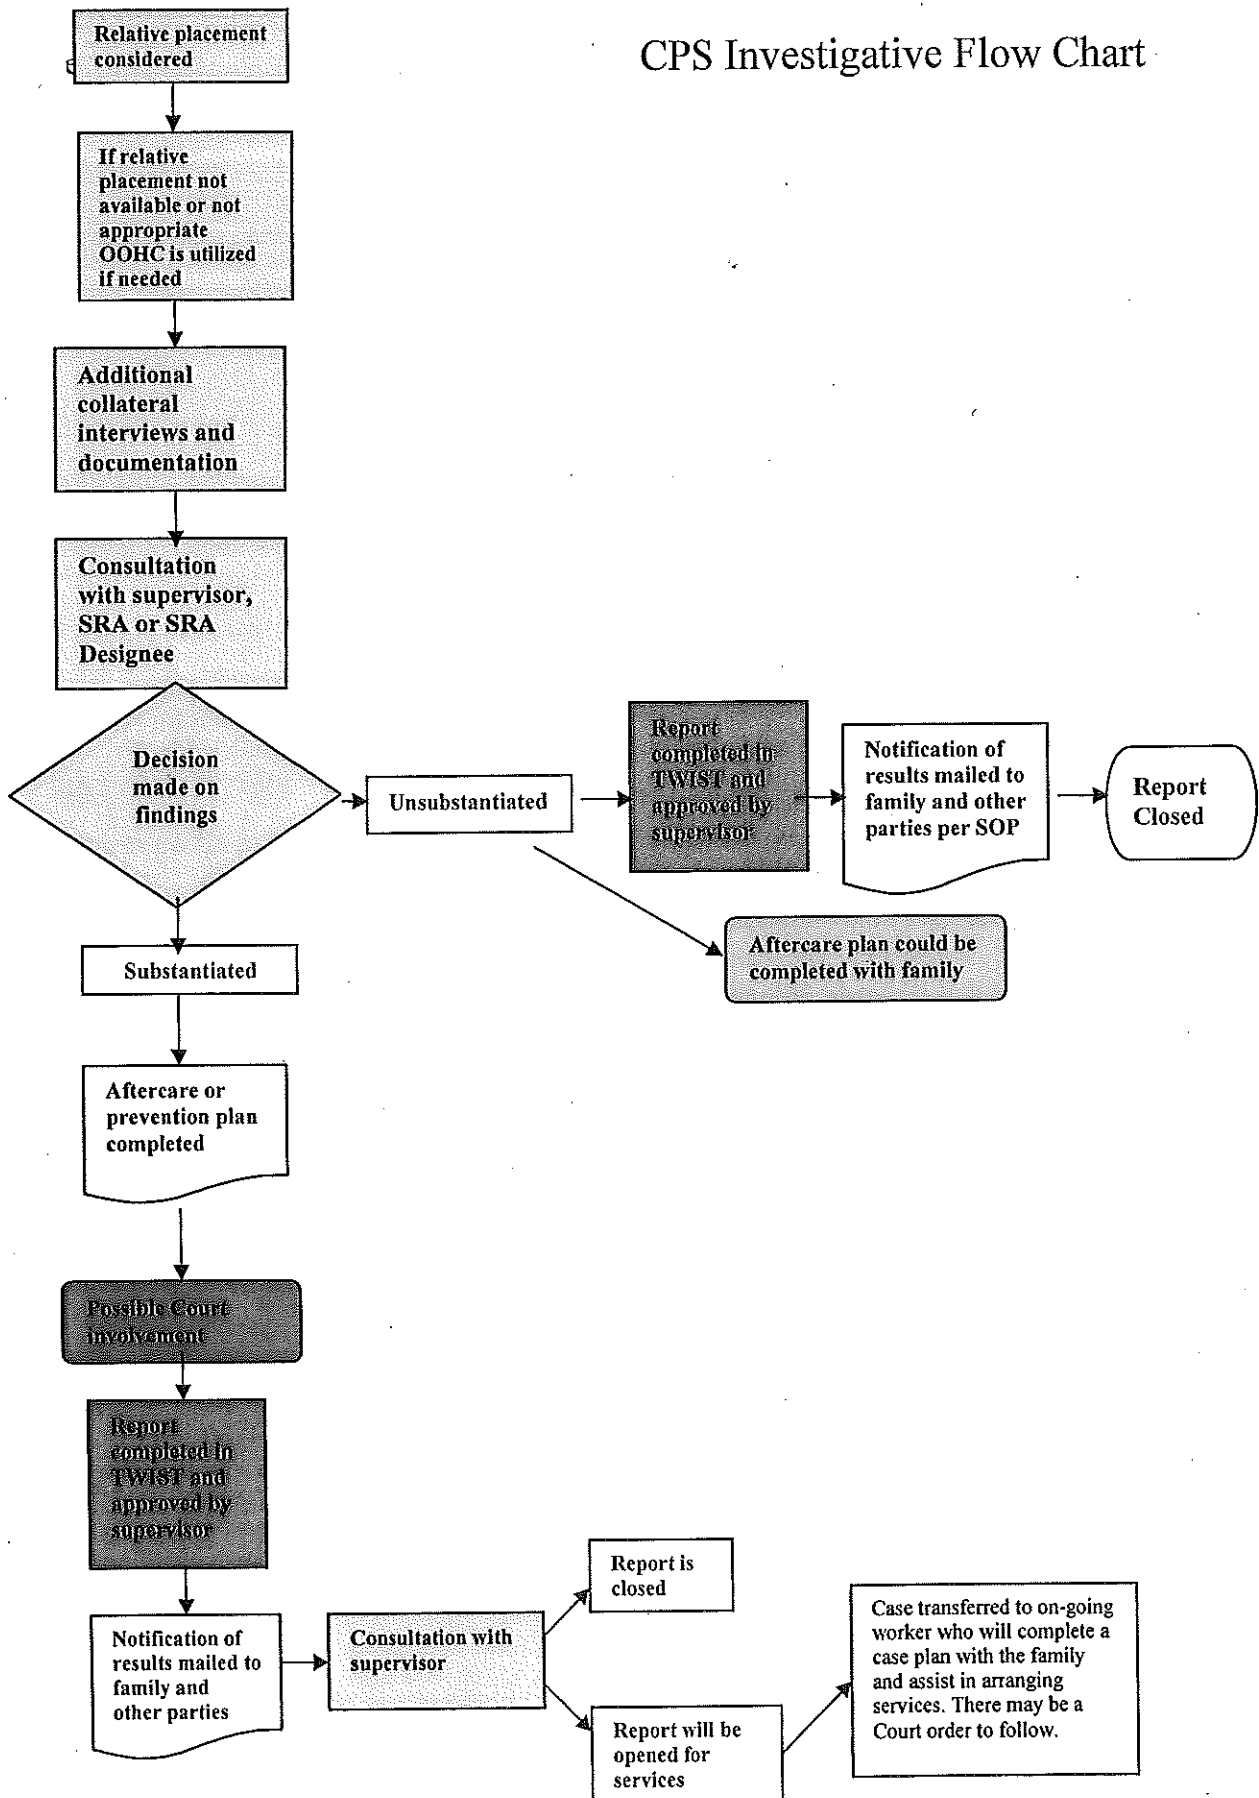 CPS Investigative Flow Chart
Relative placement
considered
If relative
placement not
available or not
appropriate
OOHC is utilized
if needed
Additional
collateral
interviews and
documentation
Consultation
with supervisor,
SRA or SRA
Designee
Decision
made on
findings
Unsubstantiated
Report
completed in
TWIST and
approved by
supervisor
Notification of
results mailed to
family and other
parties per SOP
Report
Closed
Aftercare plan could be
completed with family
Substantiated
Aftercare or
prevention plan
completed
Possible Court
involvement
Report
completed in
TWIST and
approved by
supervisor
Notification of
results mailed to
family and
other parties
Consultation with
supervisor
Report is
closed
Report will be
opened for
services
Case transferred to on-going
worker who will complete a
case plan with the family
and assist in arranging
services. There may be a
Court order to follow.